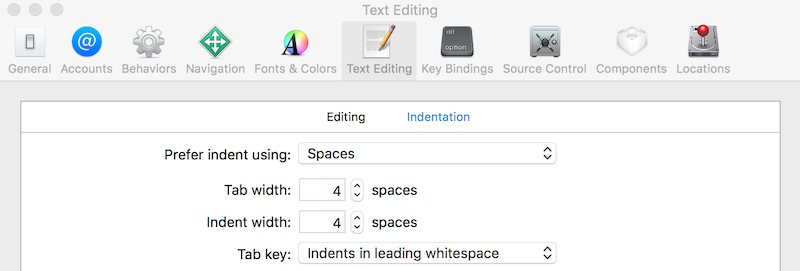 Text Editing
@
alt
option
A
General Accounts Behaviors Navigation Fonts & Colors Text Editing Key Bindings Source Control Components Locations
Editing Indentation
Prefer indent using: Spaces
Tab width: 4 spaces
Indent width: 4 spaces
Tab key: Indents in leading whitespace